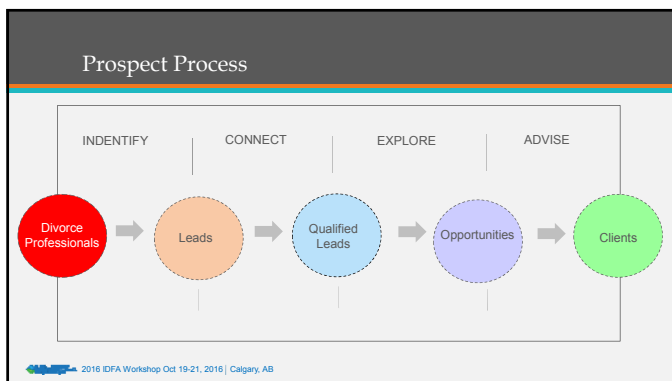 Prospect Process
INDENTIFY
CONNECT
EXPLORE
ADVISE
Divorce
Professionals
Leads
Qualified
Leads
Opportunities
Clients
2016 IDFA Workshop Oct 19-21, 2016 | Calgary, AB